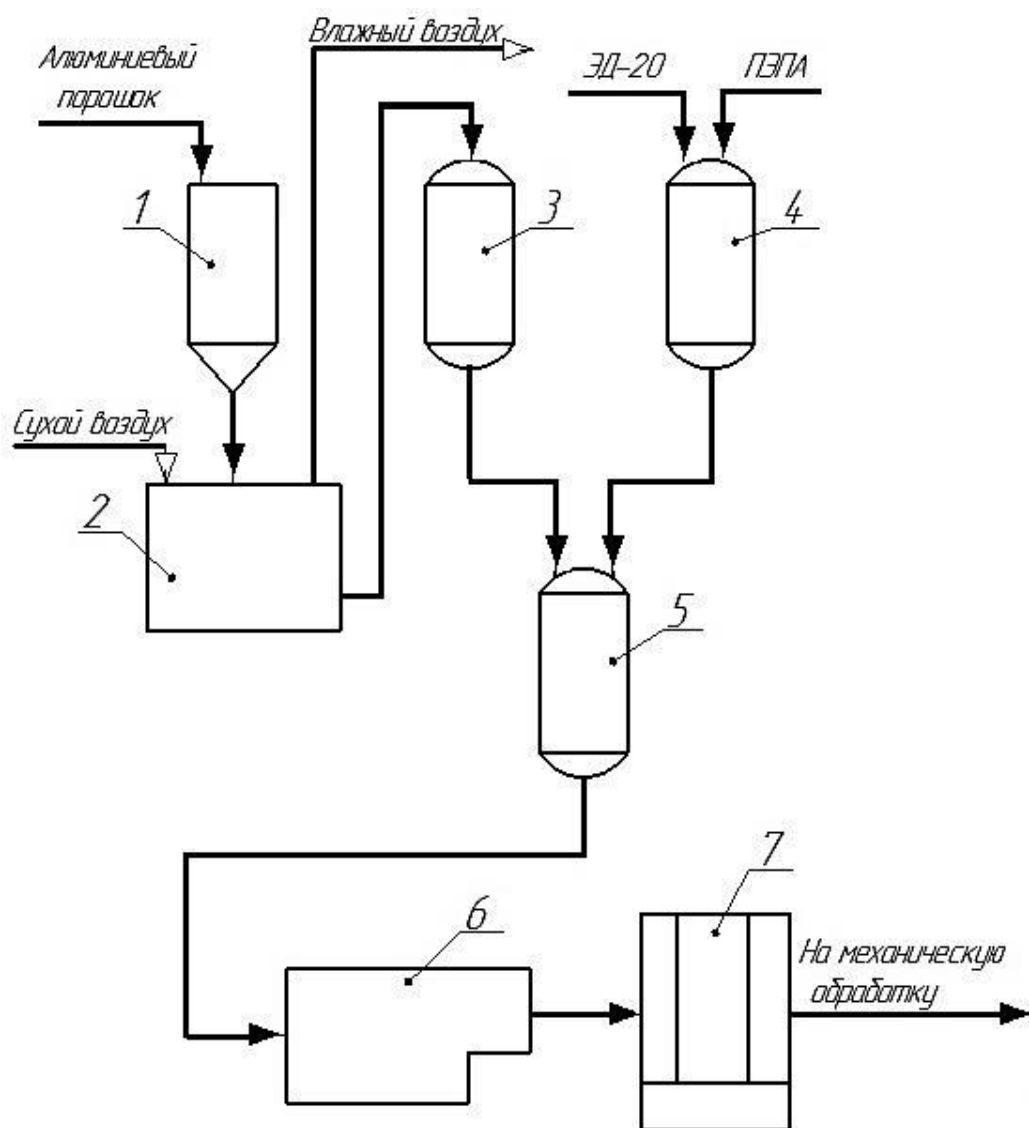 Влажный воздух
Алюминиевый
порошок
ЭД-20
ПЭПА
1
3
4
Сухой воздух
2
5
6
7
На механическую
обработку